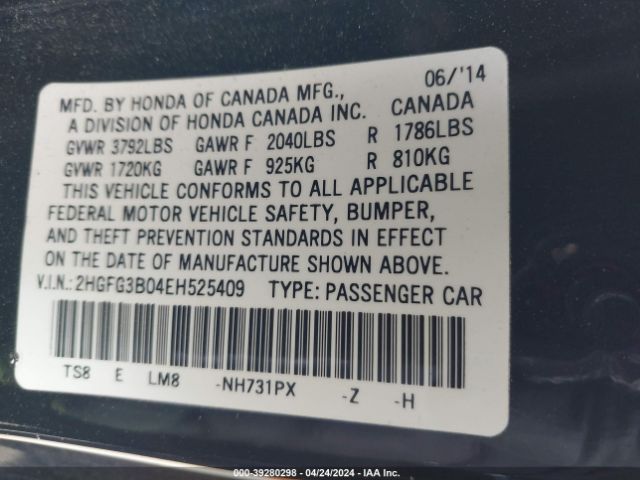 MFD. BY HONDA OF CANADA MFG., 06/'14
A DIVISION OF HONDA CANADA INC. CANADA
GVWR 3792LBS GAWR F 2040LBS R 1786LBS
GVWR 1720KG GAWR F 925KG R 810KG
THIS VEHICLE CONFORMS TO ALL APPLICABLE
FEDERAL MOTOR VEHICLE SAFETY, BUMPER,
AND THEFT PREVENTION STANDARDS IN EFFECT
ON THE DATE OF MANUFACTURE SHOWN ABOVE.
V.I.N.:2HGFG3B04EH525409 TYPE: PASSENGER CAR
TS8 E LM8 -NH731PX -Z -H
000-39280298 - 04/24/2024 - IAA Inc.